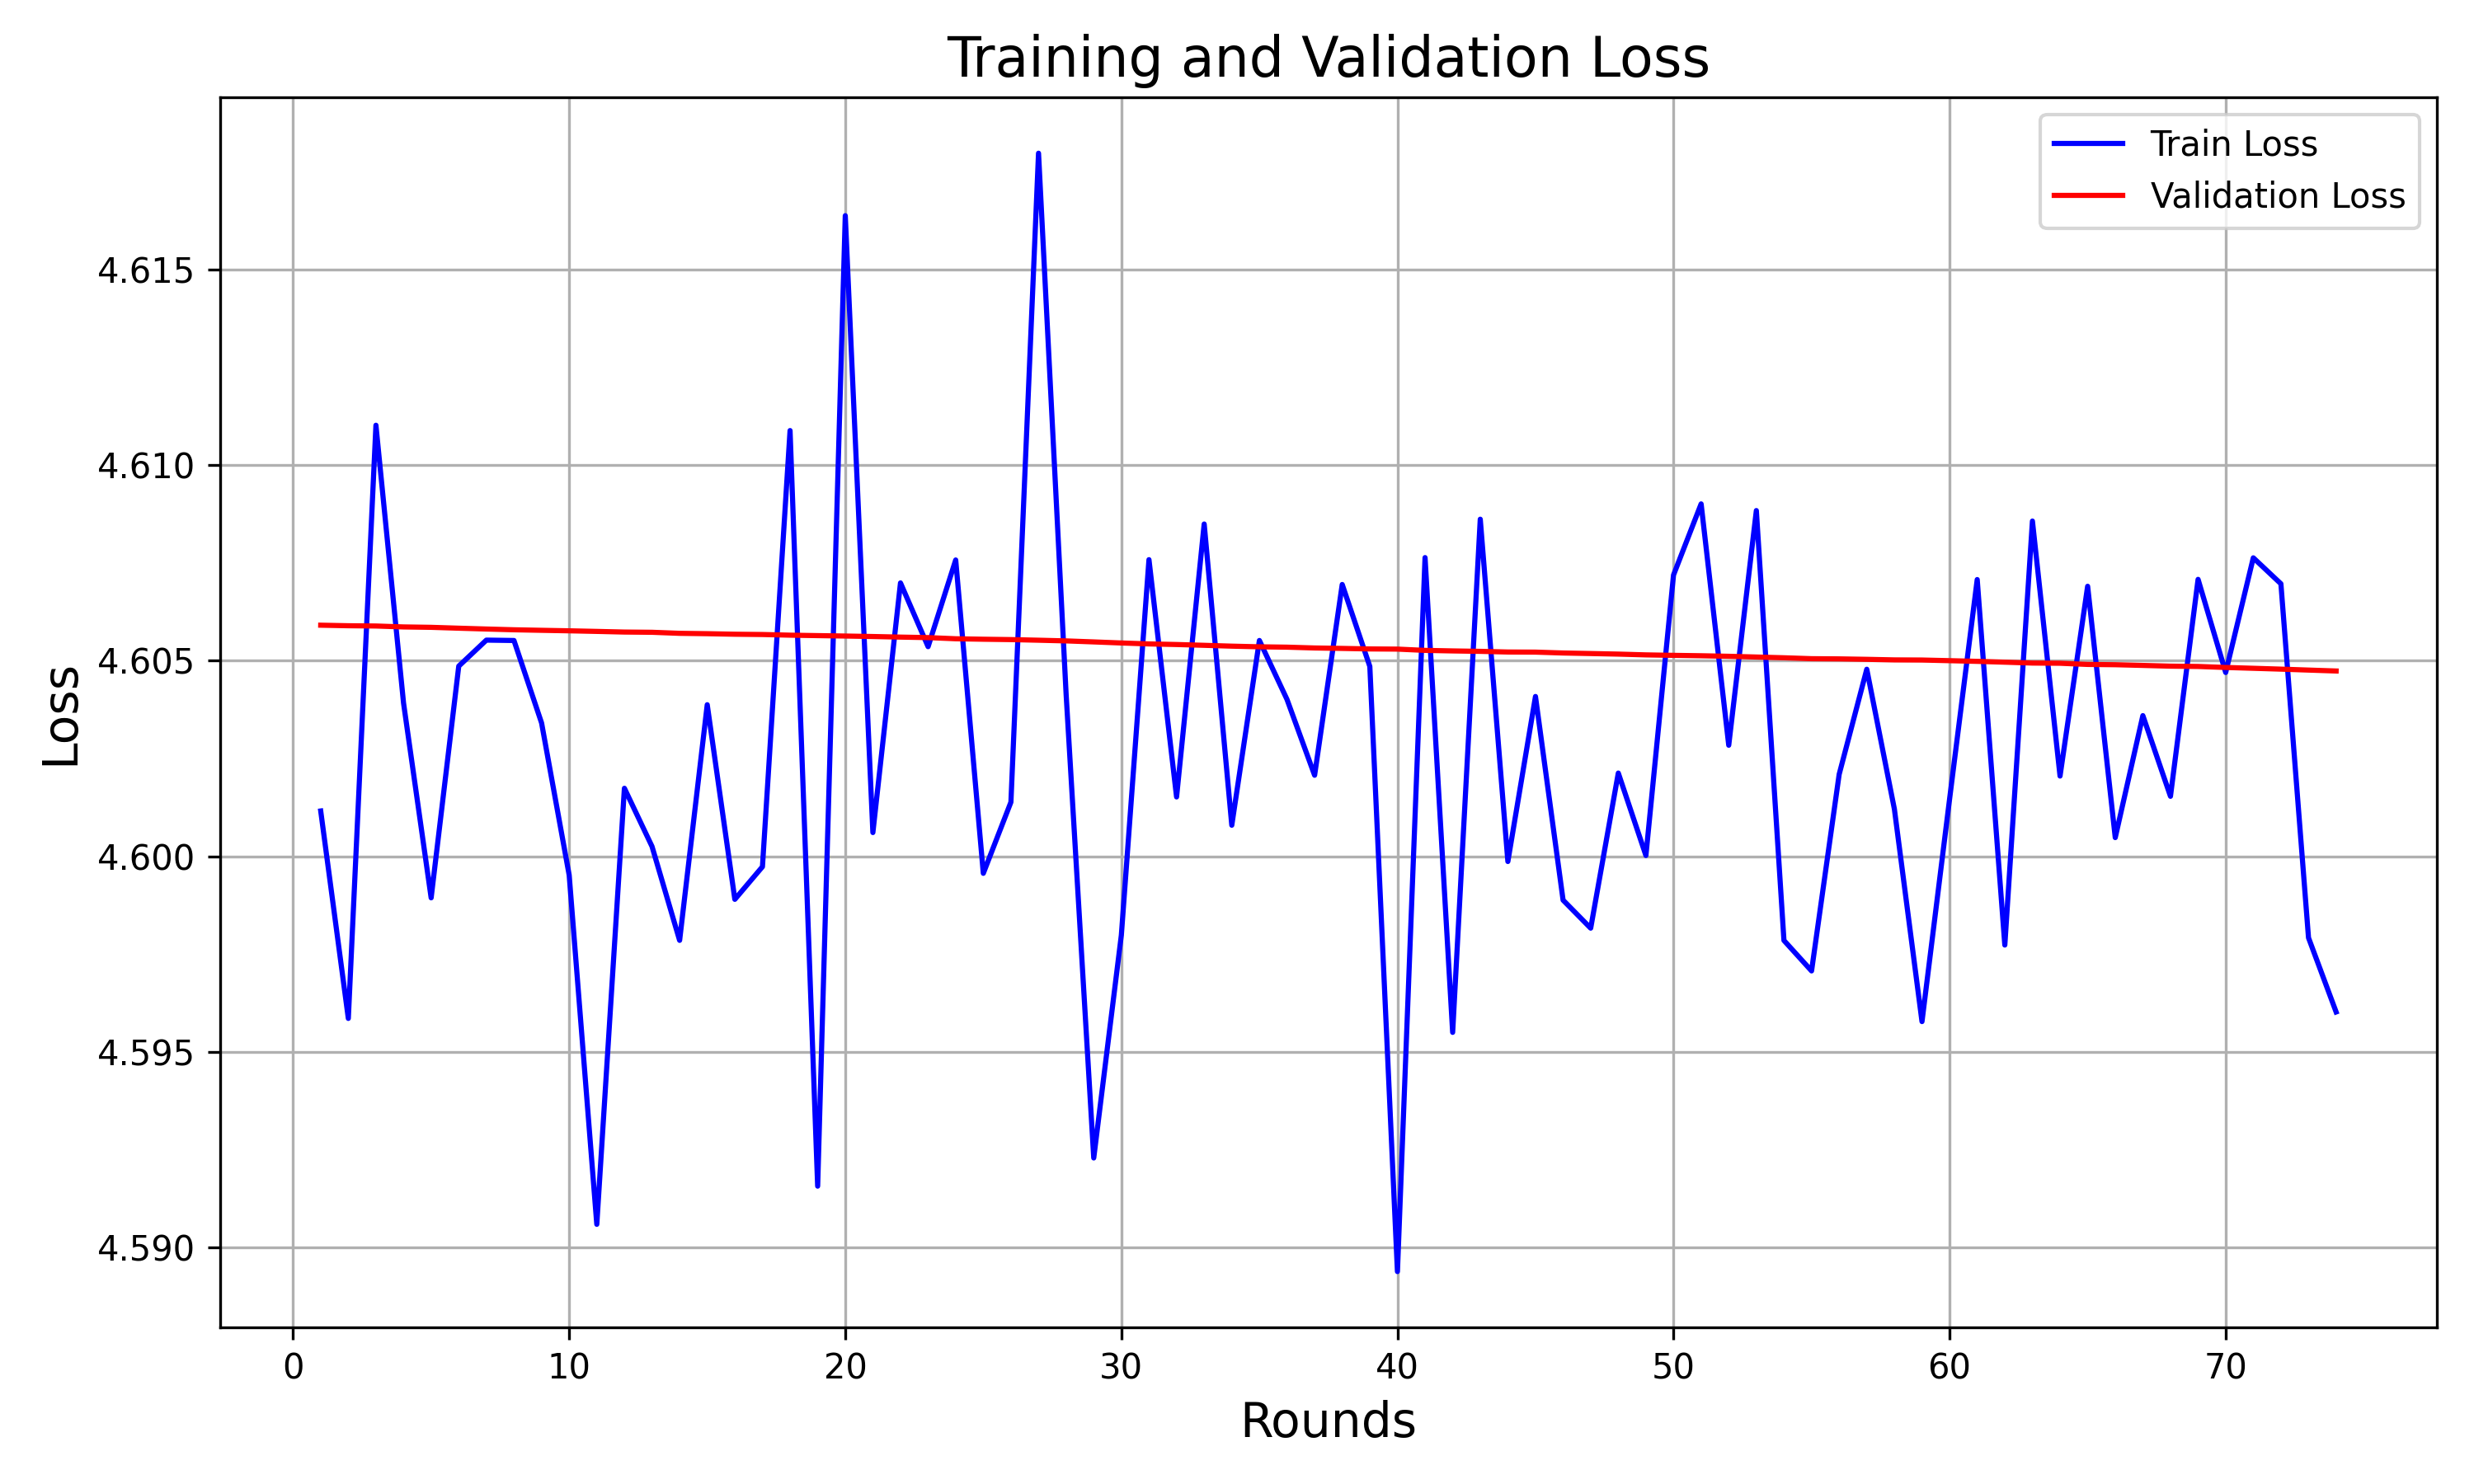 Training and Validation Loss
Train Loss
Validation Loss
4.615
4.610
4.605
4.600
4.595
4.590
Loss
0 10 20 30 40 50 60 70
Rounds